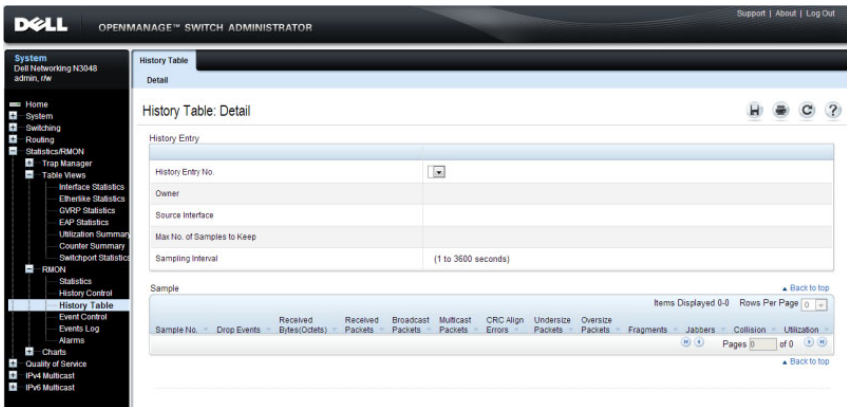 DELL
OPENMANAGE™ SWITCH ADMINISTRATOR
Support | About | Log Out
System
Dell Networking N3048
admin, r/w
Home
System
Switching
Routing
Statistics/RMON
Trap Manager
Table Views
Interface Statistics
Etherlike Statistics
GVRP Statistics
EAP Statistics
Utilization Summary
Counter Summary
Switchport Statistics
RMON
Statistics
History Control
History Table
Event Control
Events Log
Alarms
Charts
Quality of Service
IPv4 Multicast
IPv6 Multicast
History Table
Detail
History Table: Detail
?
History Entry
History Entry No.
Owner
Source Interface
Max No. of Samples to Keep
Sampling Interval (1 to 3600 seconds)
Sample
Back to top
Items Displayed 0-0 Rows Per Page 0
Sample No. Drop Events Received Bytes(Octets) Received Packets Broadcast Packets Multicast Packets CRC Align Errors Undersize Packets Oversize Packets Fragments Jabbers Collision Utilization
Pages 0 of 0
Back to top